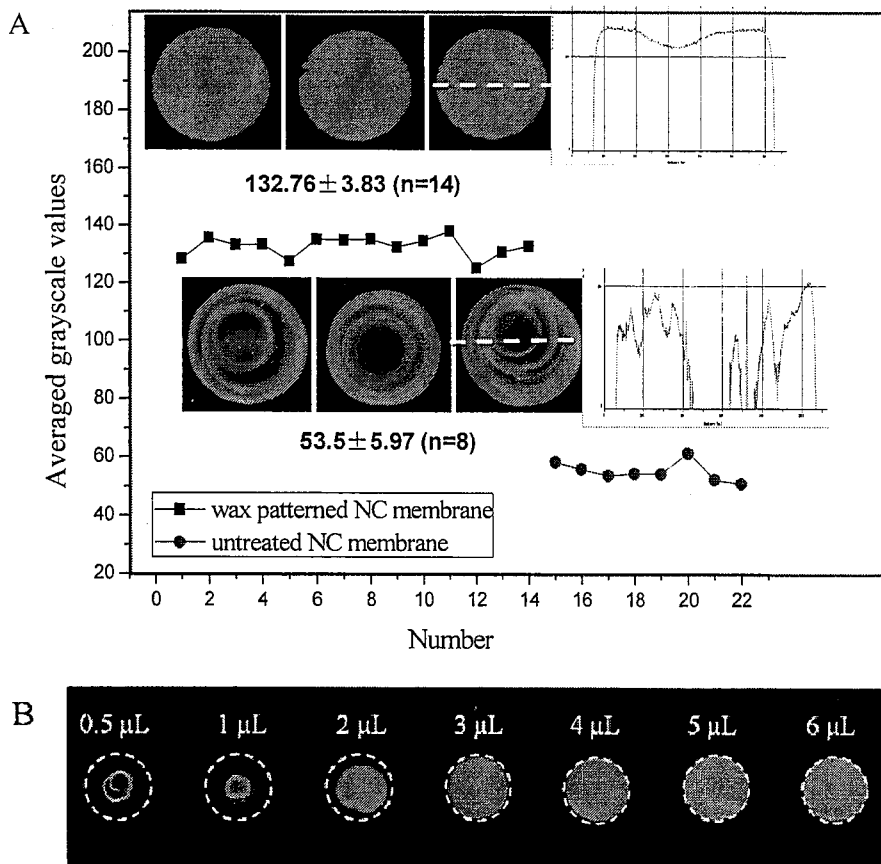 A
200
180
160
140
120
100
80
60
40
20
Averaged grayscale values
132.76±3.83 (n=14)
53.5±5.97 (n=8)
wax patterned NC membrane
untreated NC membrane
0 2 4 6 8 10 12 14 16 18 20 22
Number
B
0.5 μL 1 μL 2 μL 3 μL 4 μL 5 μL 6 μL